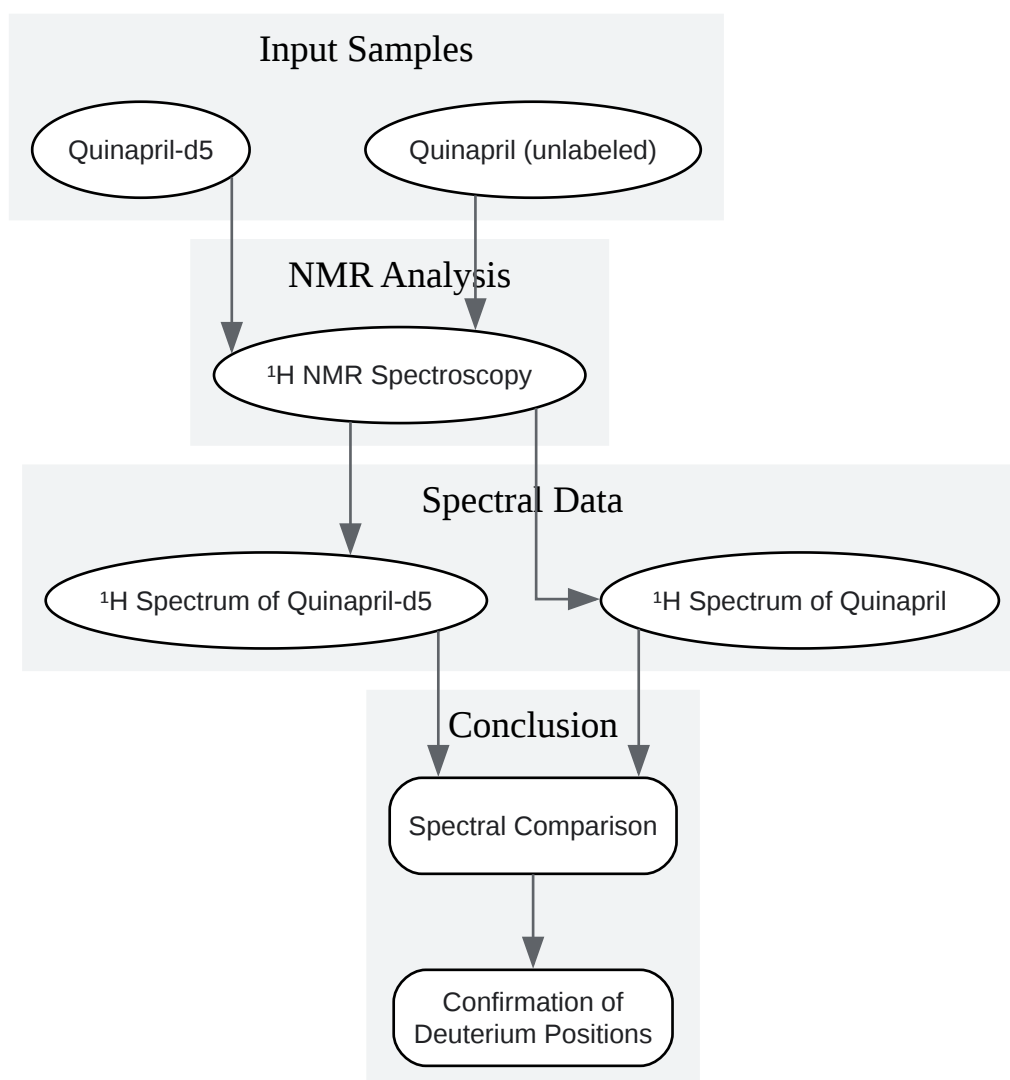 Input Samples
Quinapril-d5
Quinapril (unlabeled)
NMR Analysis
¹H NMR Spectroscopy
Spectral Data
¹H Spectrum of Quinapril-d5
¹H Spectrum of Quinapril
Conclusion
Spectral Comparison
Confirmation of
Deuterium Positions